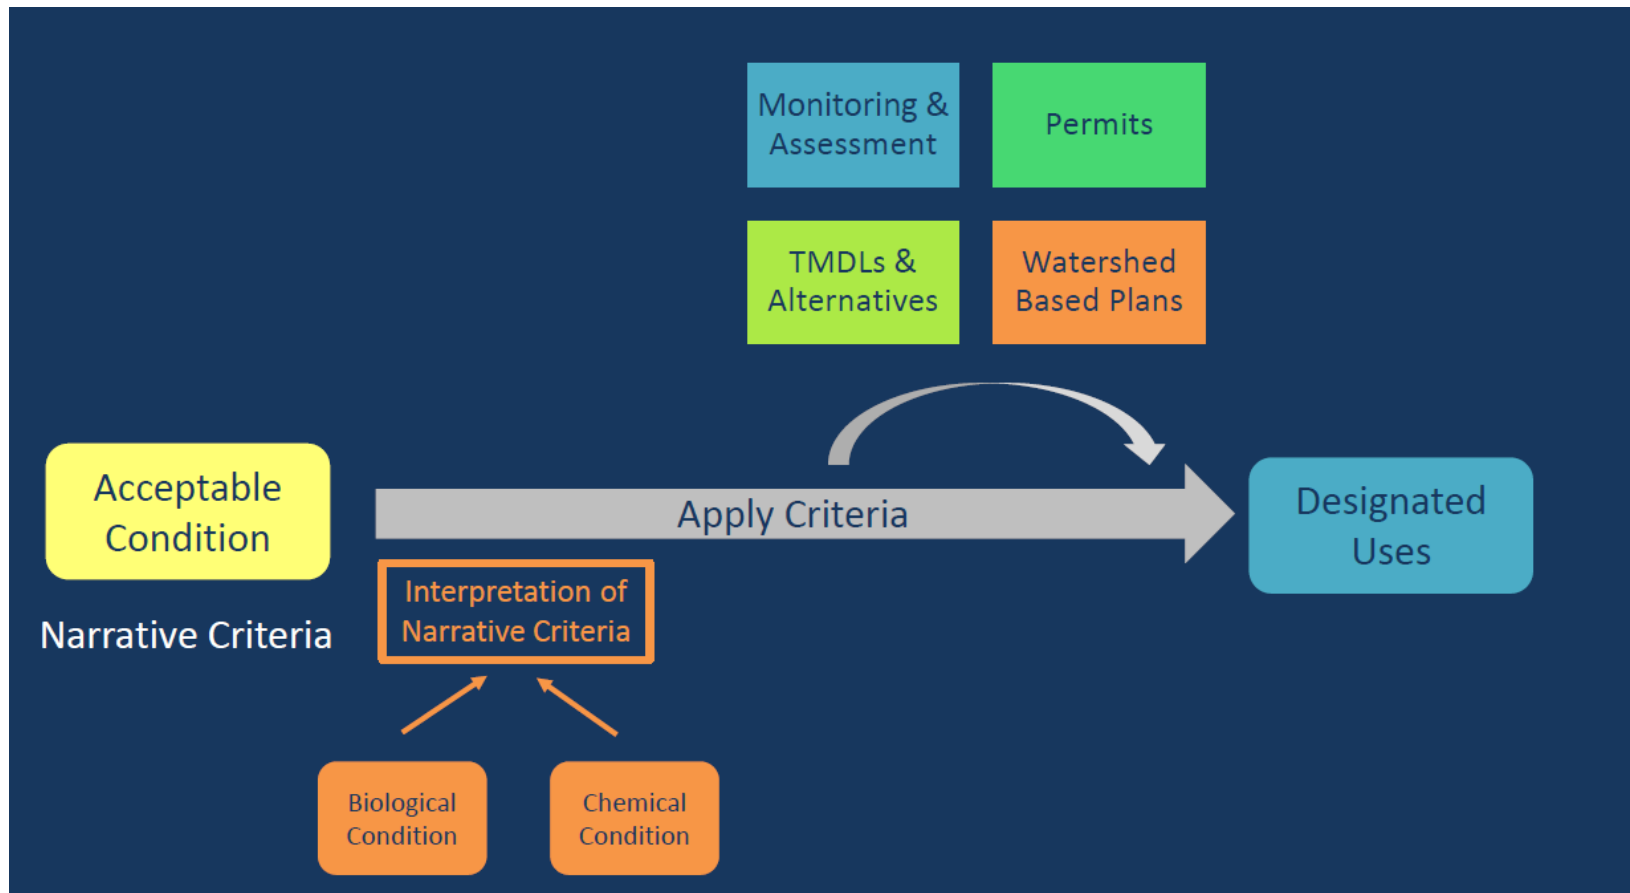 Monitoring &
Assessment
Permits
TMDLs &
Alternatives
Watershed
Based Plans
Acceptable
Condition
Apply Criteria
Designated
Uses
Narrative Criteria
Interpretation of
Narrative Criteria
Biological
Condition
Chemical
Condition